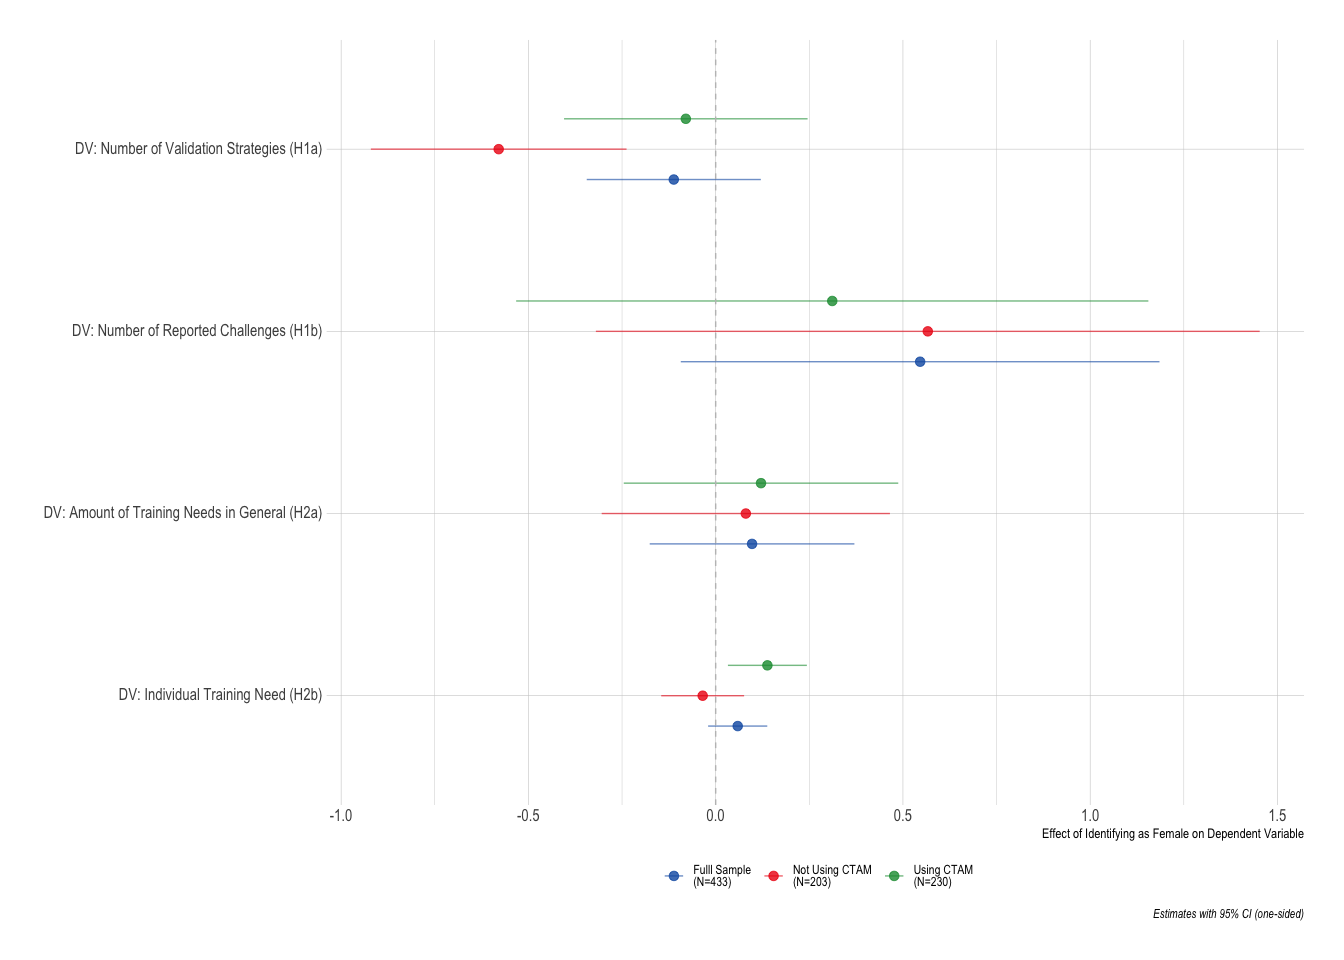 DV: Number of Validation Strategies (H1a)
DV: Number of Reported Challenges (H1b)
DV: Amount of Training Needs in General (H2a)
DV: Individual Training Need (H2b)
-1.0 -0.5 0.0 0.5 1.0 1.5
Effect of Identifying as Female on Dependent Variable
Fulll Sample
(N=433)
Not Using CTAM
(N=203)
Using CTAM
(N=230)
Estimates with 95% CI (one-sided)